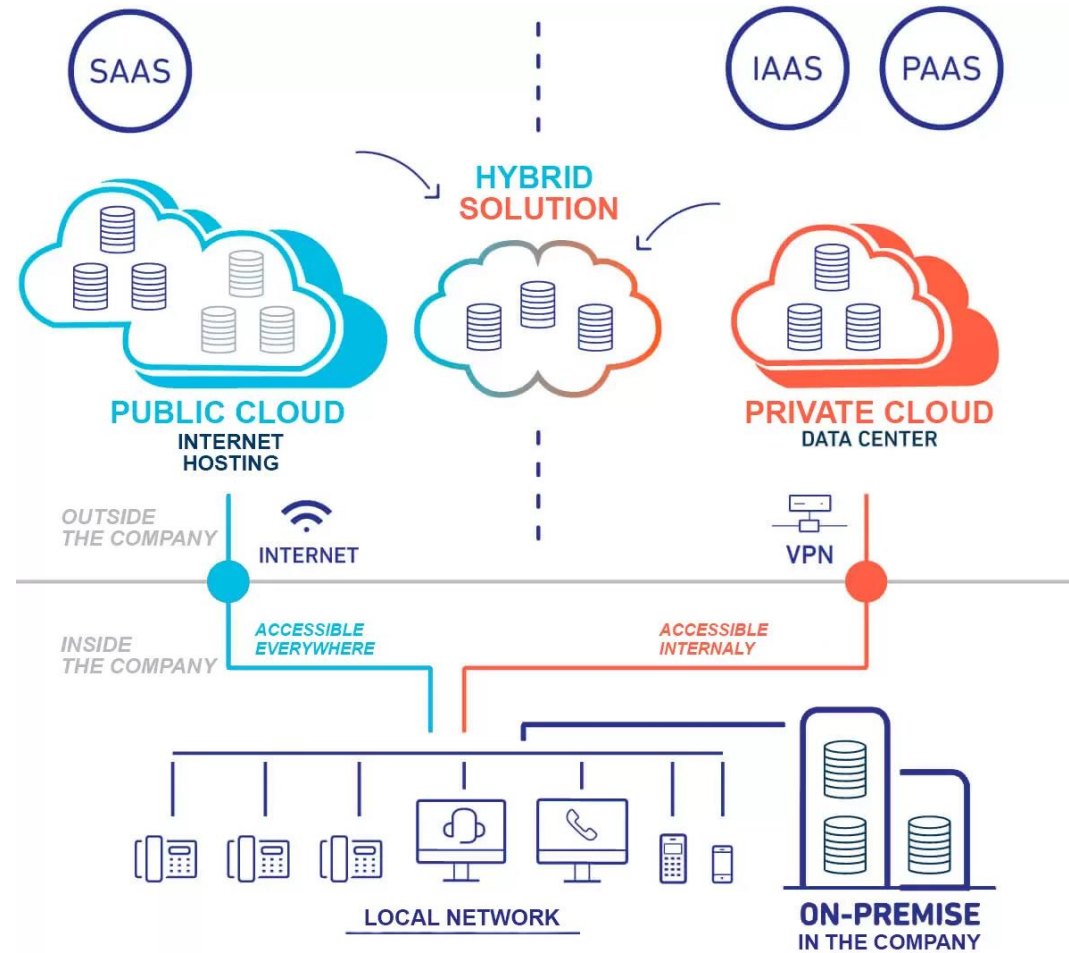 SAAS
IAAS
PAAS
HYBRID
SOLUTION
PUBLIC CLOUD
INTERNET
HOSTING
PRIVATE CLOUD
DATA CENTER
OUTSIDE
THE COMPANY
INTERNET
VPN
INSIDE
THE COMPANY
ACCESSIBLE
EVERYWHERE
ACCESSIBLE
INTERNALY
LOCAL NETWORK
ON-PREMISE
IN THE COMPANY